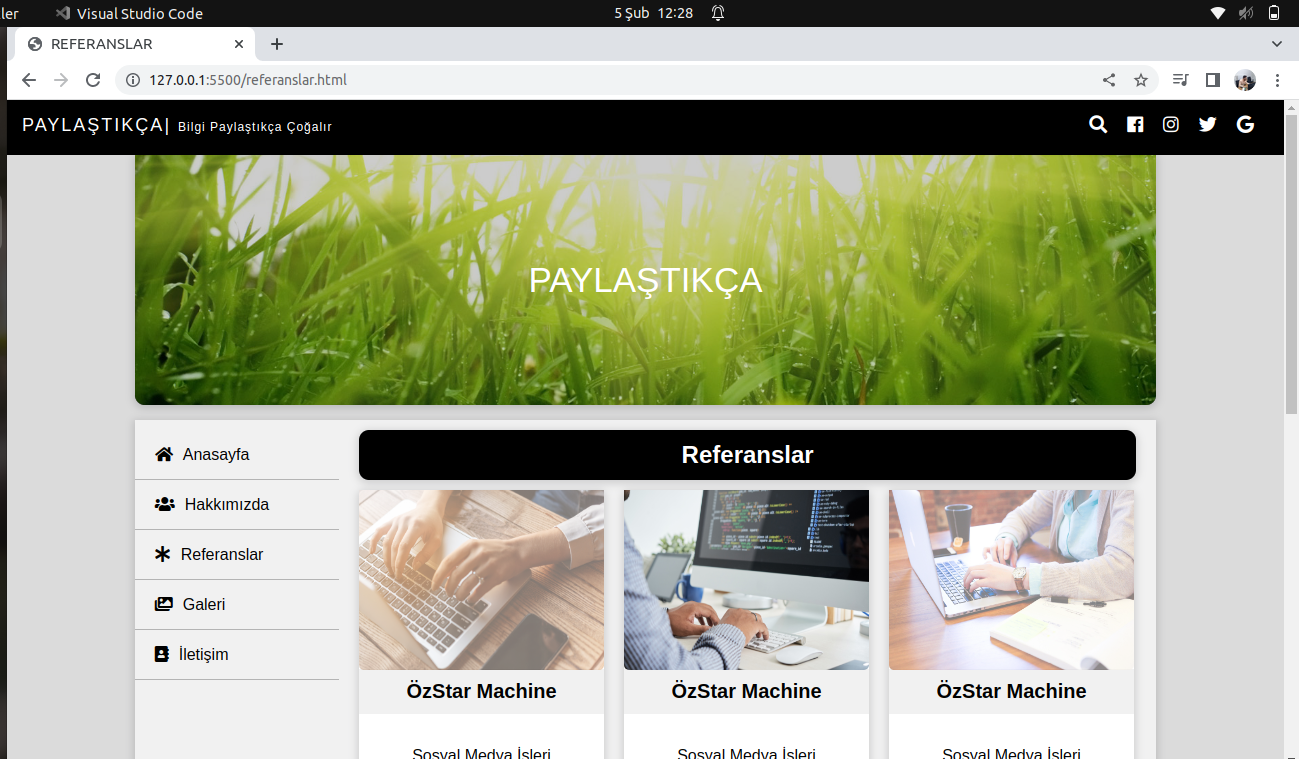 ler Visual Studio Code 5 Şub 12:28
REFERANSLAR
127.0.0.1:5500/referanslar.html
PAYLAŞTIKÇA| Bilgi Paylaştıkça Çoğalır
PAYLAŞTIKÇA
Anasayfa
Hakkımızda
Referanslar
Galeri
İletişim
Referanslar
ÖzStar Machine ÖzStar Machine ÖzStar Machine
Sosyal Medya İşleri Sosyal Medya İşleri Sosyal Medya İşleri